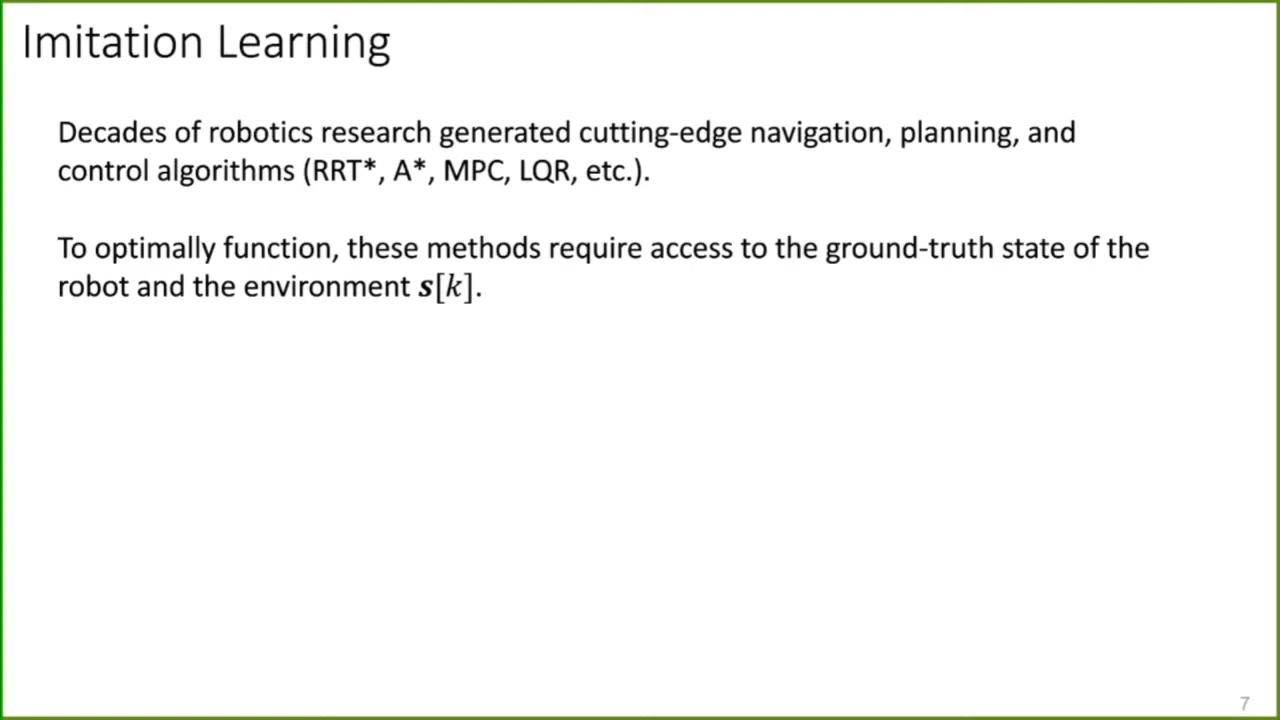 Imitation Learning
Decades of robotics research generated cutting-edge navigation, planning, and
control algorithms (RRT*, A*, MPC, LQR, etc.).
To optimally function, these methods require access to the ground-truth state of the
robot and the environment s[k].
7